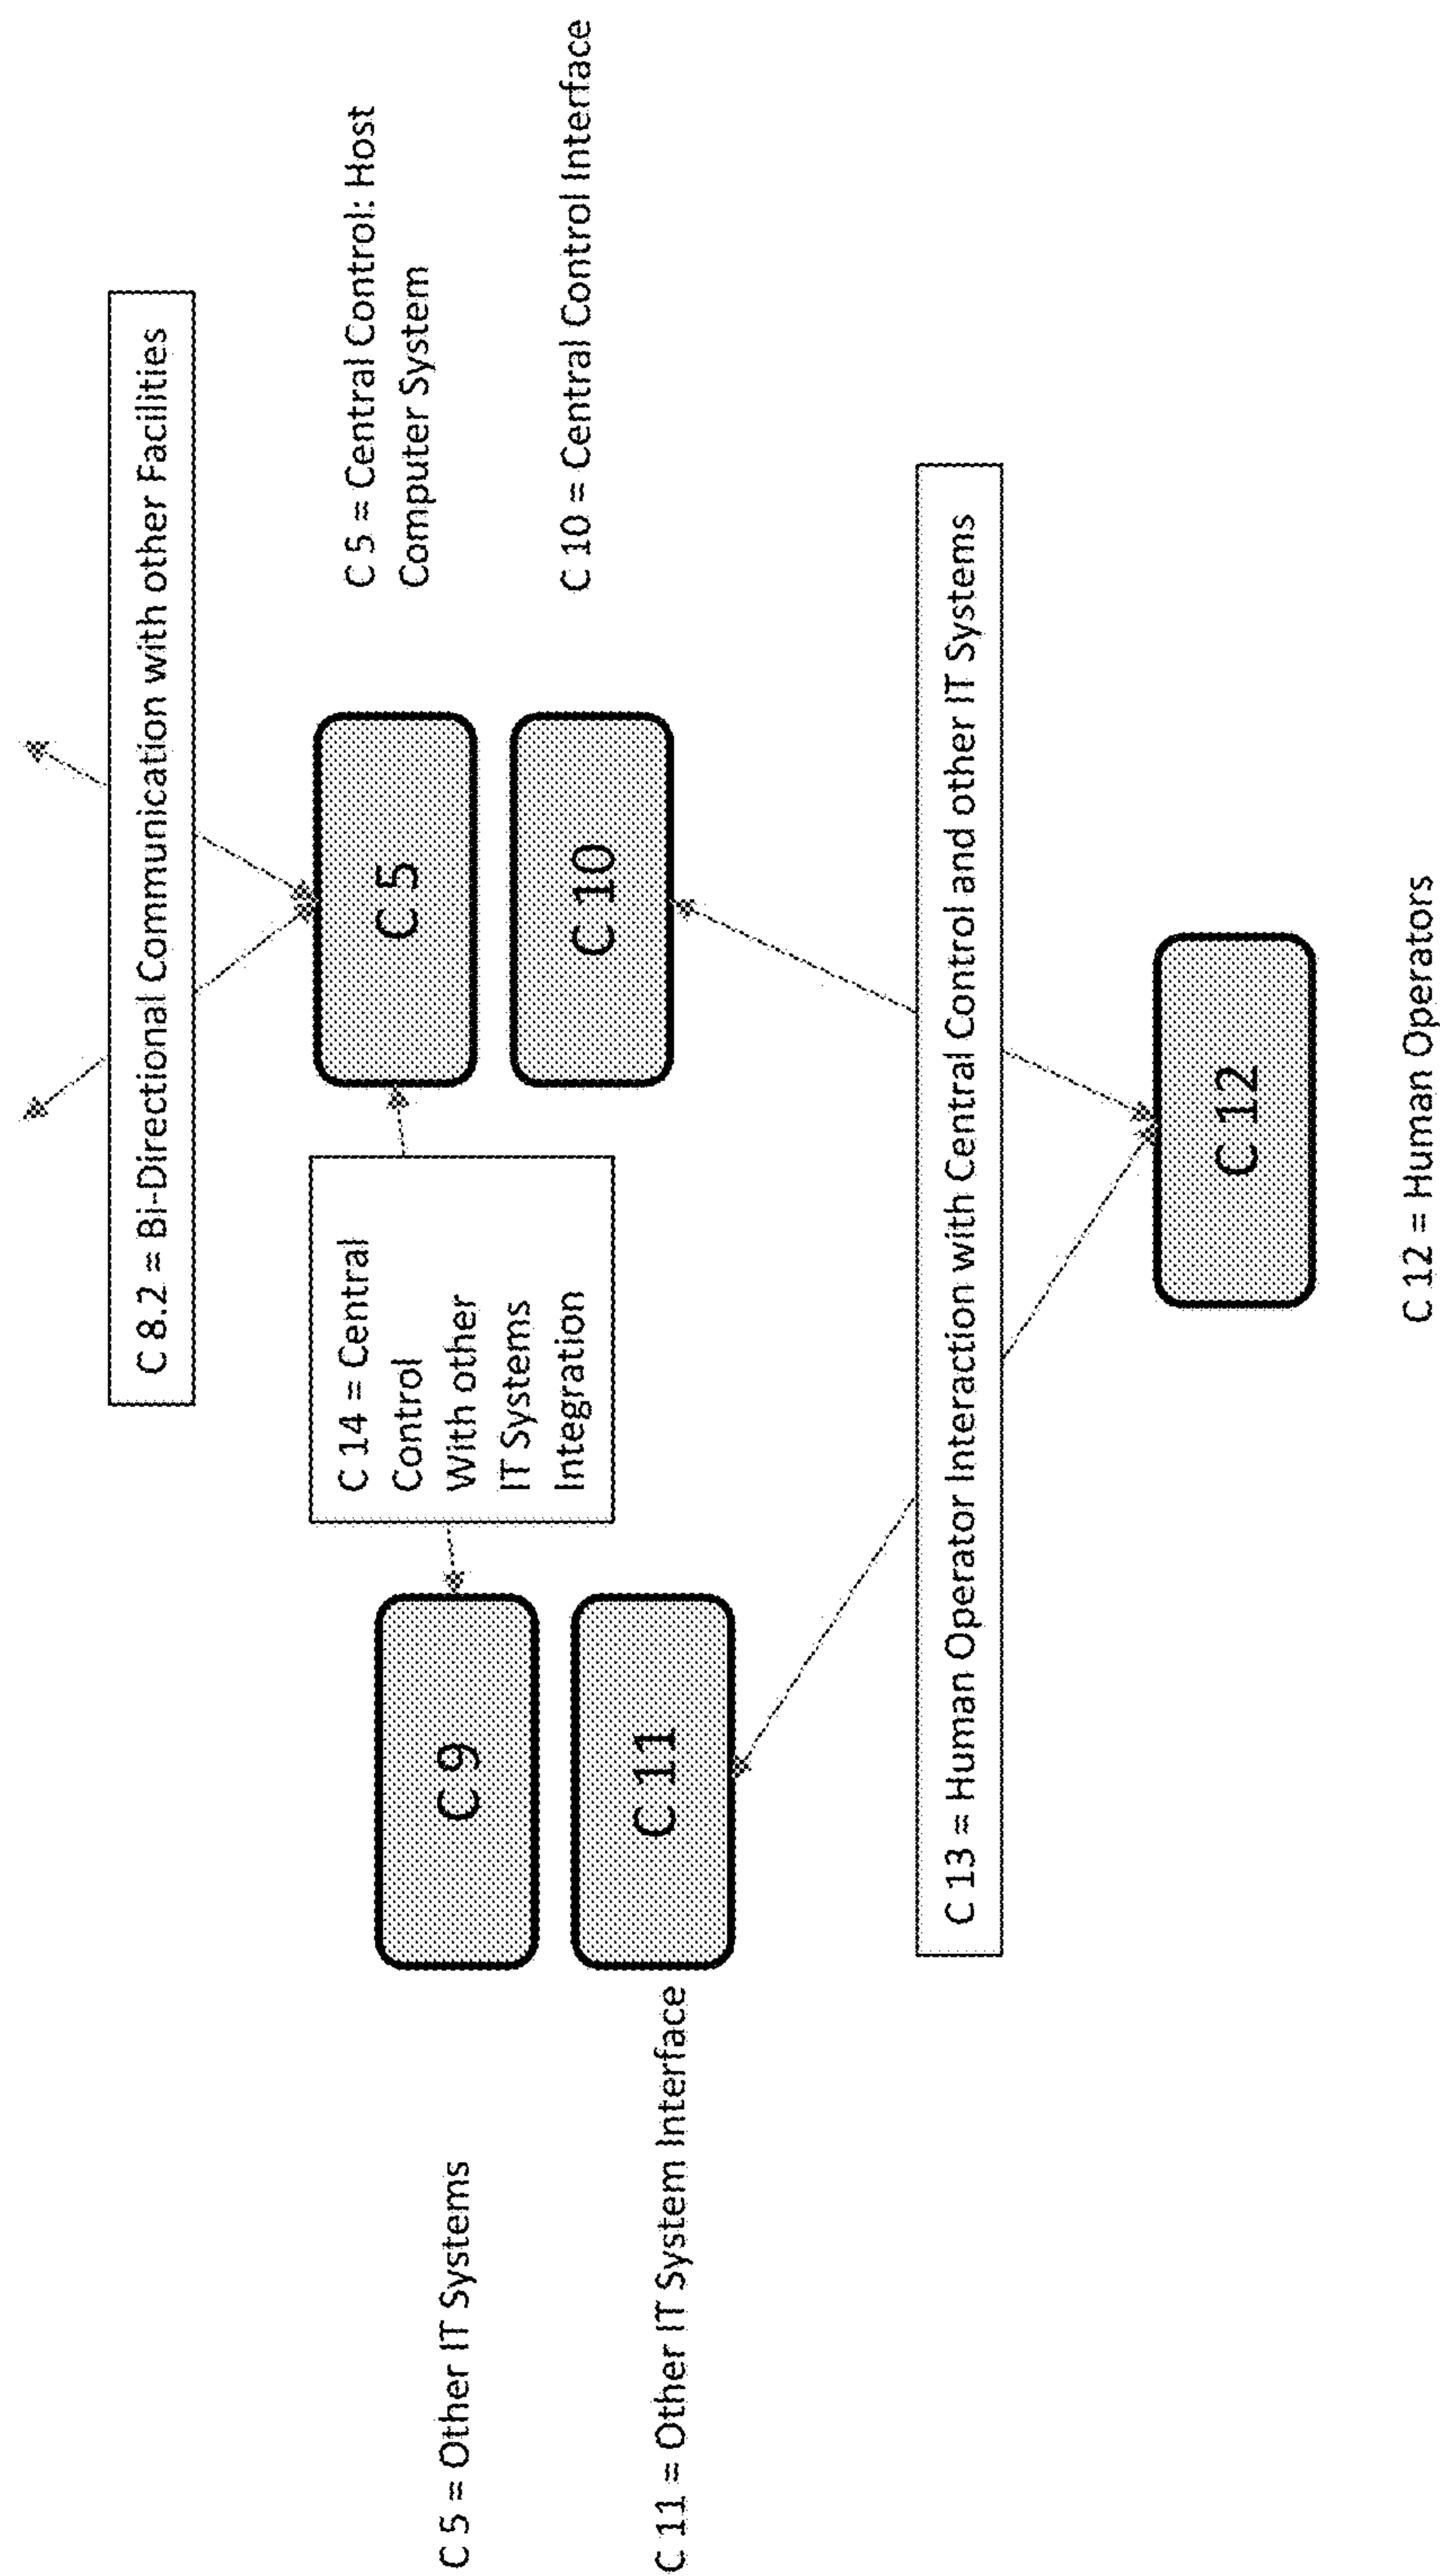 C 8.2 = Bi-Directional Communication with other Facilities
C 5 = Other IT Systems
C 11 = Other IT System Interface
C 9
C 11
C 14 = Central
Control
With other
IT Systems
Integration
C 5
C 10
C 5 = Central Control: Host
Computer System
C 10 = Central Control Interface
C 13 = Human Operator Interaction with Central Control and other IT Systems
C 12
C 12 = Human Operators